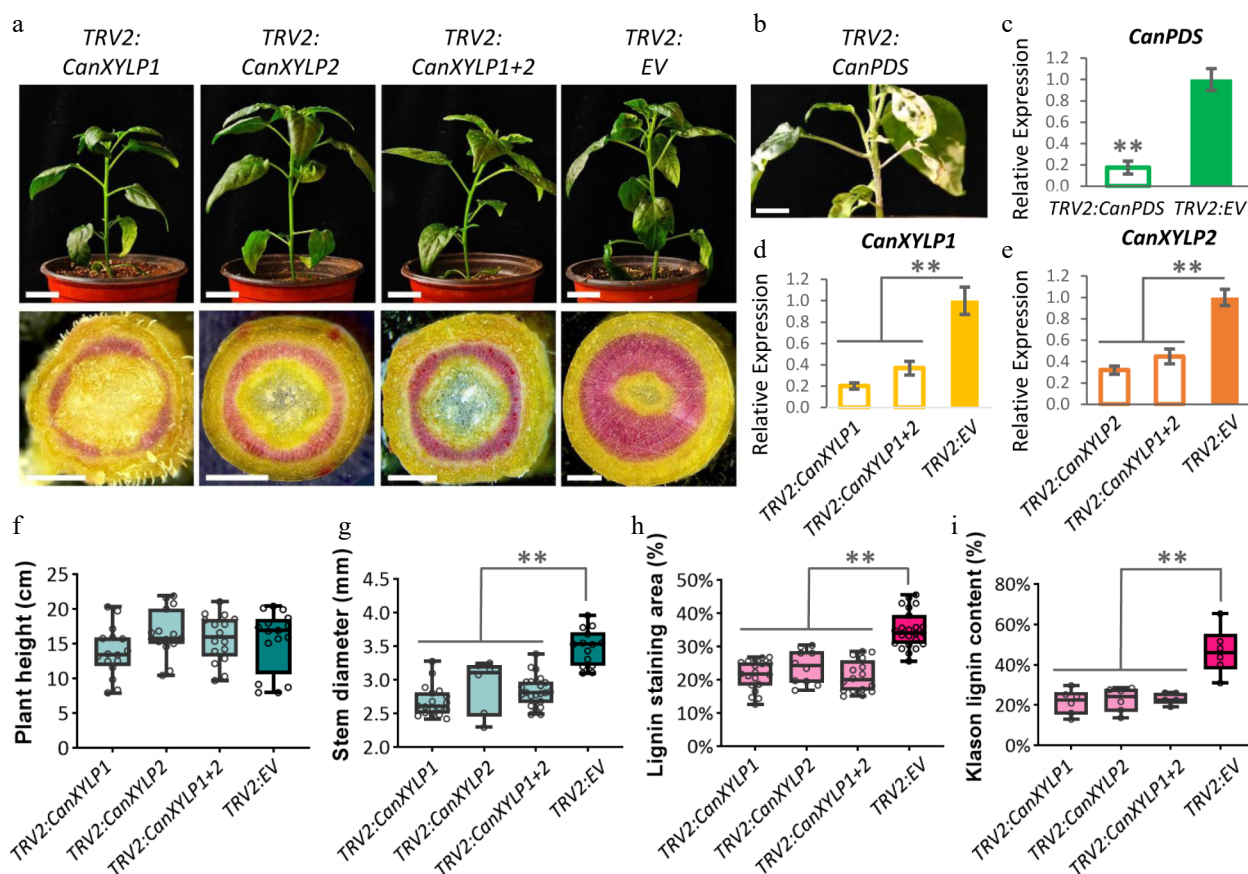 a
TRV2:
CanXYLP1
TRV2:
CanXYLP2
TRV2:
CanXYLP1+2
TRV2:
EV
b
TRV2:
CanPDS
c
CanPDS
Relative Expression
1.2
1.0
0.8
0.6
0.4
0.2
0.0
**
TRV2:CanPDS
TRV2:EV
d
CanXYLP1
Relative Expression
1.2
1.0
0.8
0.6
0.4
0.2
0.0
**
TRV2:CanXYLP1
TRV2:CanXYLP1+2
TRV2:EV
e
CanXYLP2
Relative Expression
1.2
1.0
0.8
0.6
0.4
0.2
0.0
**
TRV2:CanXYLP2
TRV2:CanXYLP1+2
TRV2:EV
f
Plant height (cm)
25
20
15
10
5
0
TRV2:CanXYLP1
TRV2:CanXYLP2
TRV2:CanXYLP1+2
TRV2:EV
g
Stem diameter (mm)
4.5
4.0
3.5
3.0
2.5
2.0
**
TRV2:CanXYLP1
TRV2:CanXYLP2
TRV2:CanXYLP1+2
TRV2:EV
h
Lignin staining area (%)
50%
40%
30%
20%
10%
0%
**
TRV2:CanXYLP1
TRV2:CanXYLP2
TRV2:CanXYLP1+2
TRV2:EV
i
Klason lignin content (%)
80%
60%
40%
20%
0%
**
TRV2:CanXYLP1
TRV2:CanXYLP2
TRV2:CanXYLP1+2
TRV2:EV